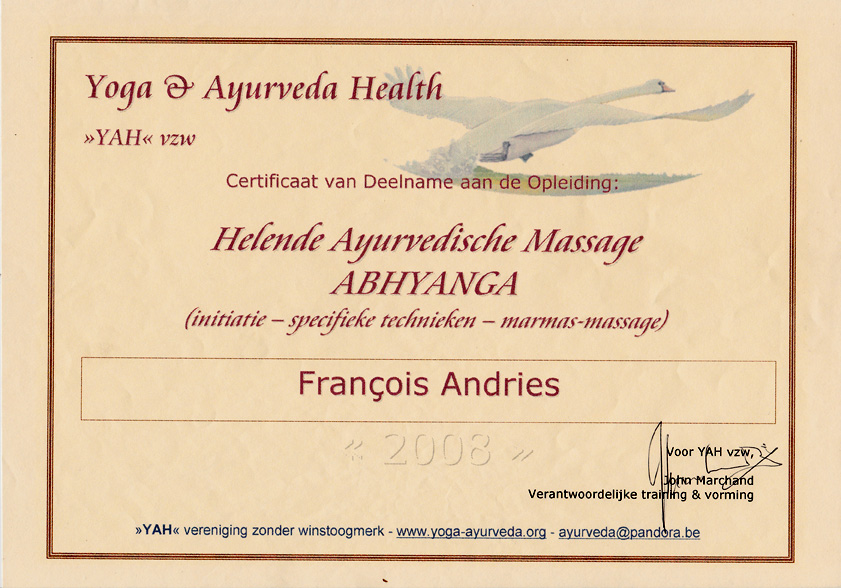 Yoga & Ayurveda Health
»YAH« vzw
Certificaat van Deelname aan de Opleiding:
Helende Ayurvedische Massage
ABHYANGA
(initiatie – specifieke technieken – marmas-massage)
François Andries
« 2008 »
Voor YAH vzw,
John Marchand
Verantwoordelijke training & vorming
»YAH« vereniging zonder winstoogmerk - www.yoga-ayurveda.org - ayurveda@pandora.be